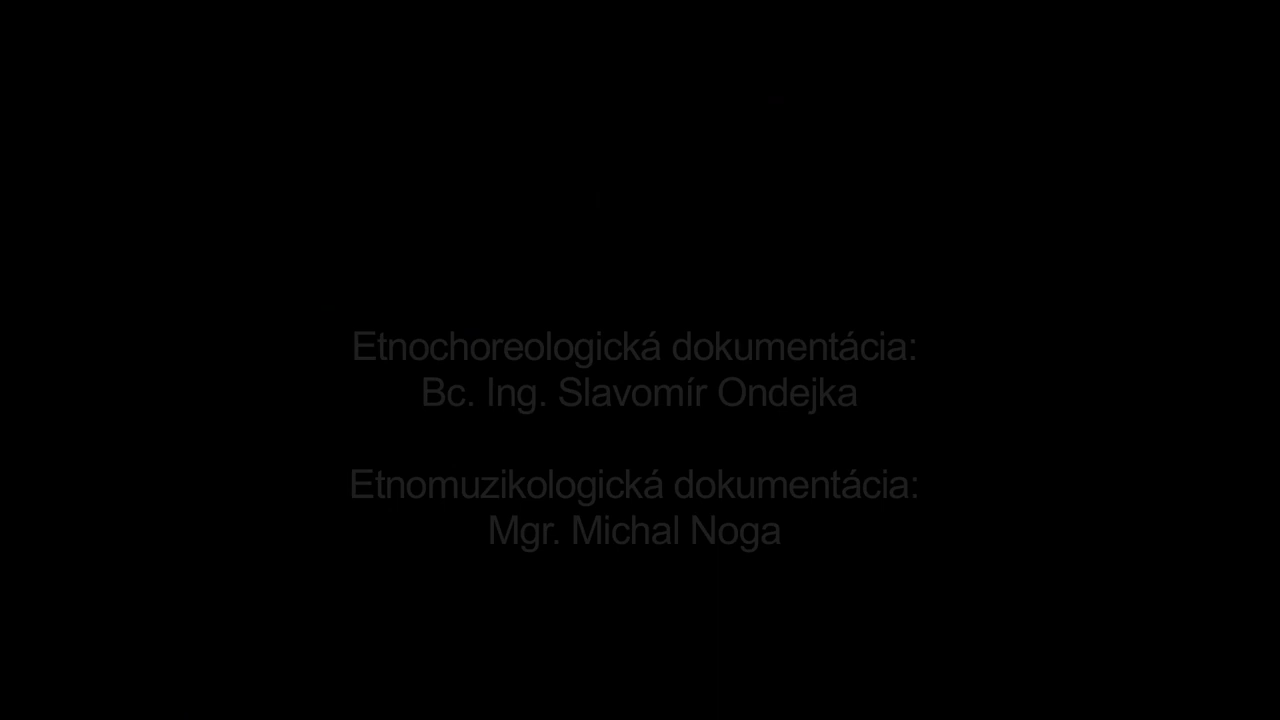 Etnochoreologická dokumentácia:
Bc. Ing. Slavomír Ondejka
Etnomuzikologická dokumentácia:
Mgr. Michal Noga